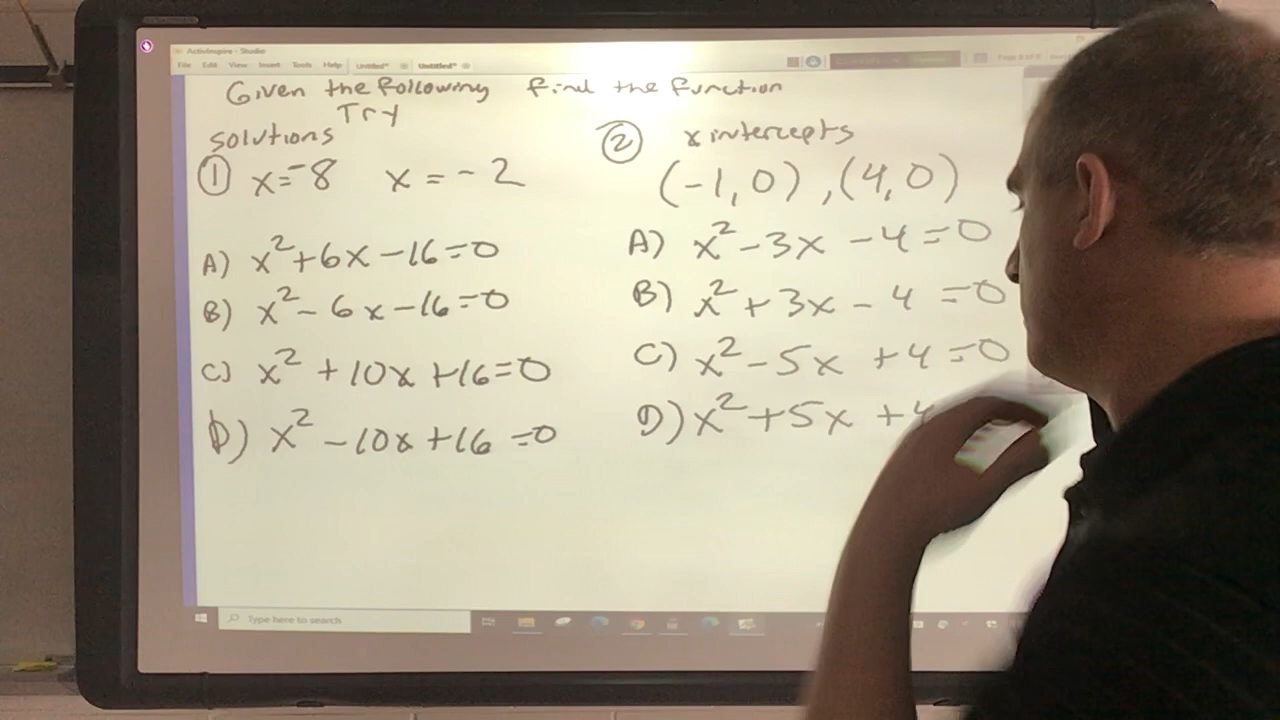 ActivInspire - Studio
File Edit View Insert Tools Help Untitled* Untitled*
Given the following find the function
Try
solutions
① x=-8 x = -2
A) x²+6x-16=0
B) x²-6x-16=0
C) x²+10x+16=0
D) x²-10x+16=0
② x intercepts
(-1,0),(4,0)
A) x²-3x-4=0
B) x²+3x-4=0
C) x²-5x+4=0
D) x²+5x+4
Type here to search